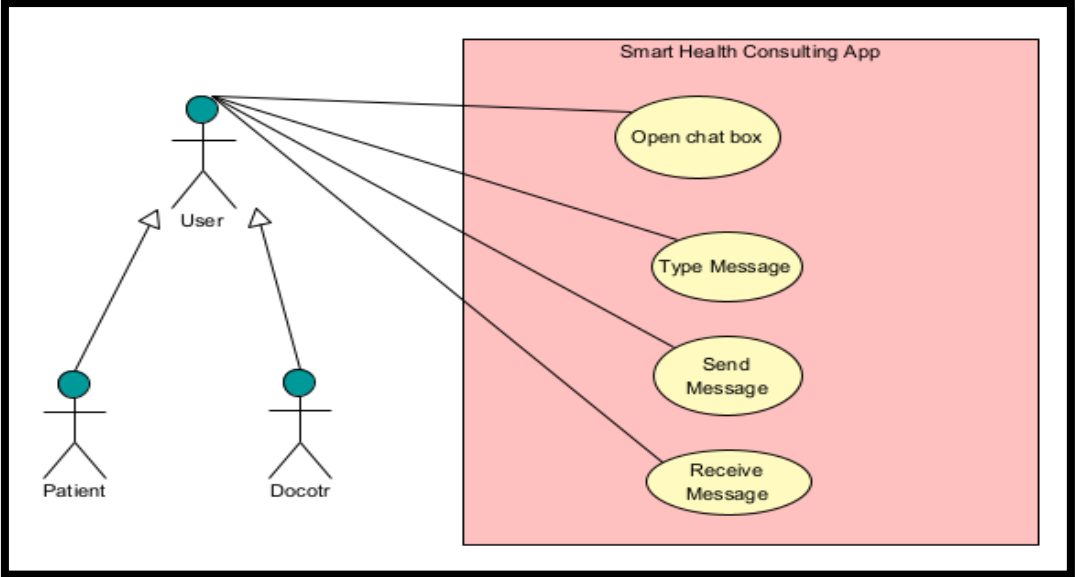 Smart Health Consulting App
Open chat box
User
Type Message
Send
Message
Receive
Message
Patient
Docotr